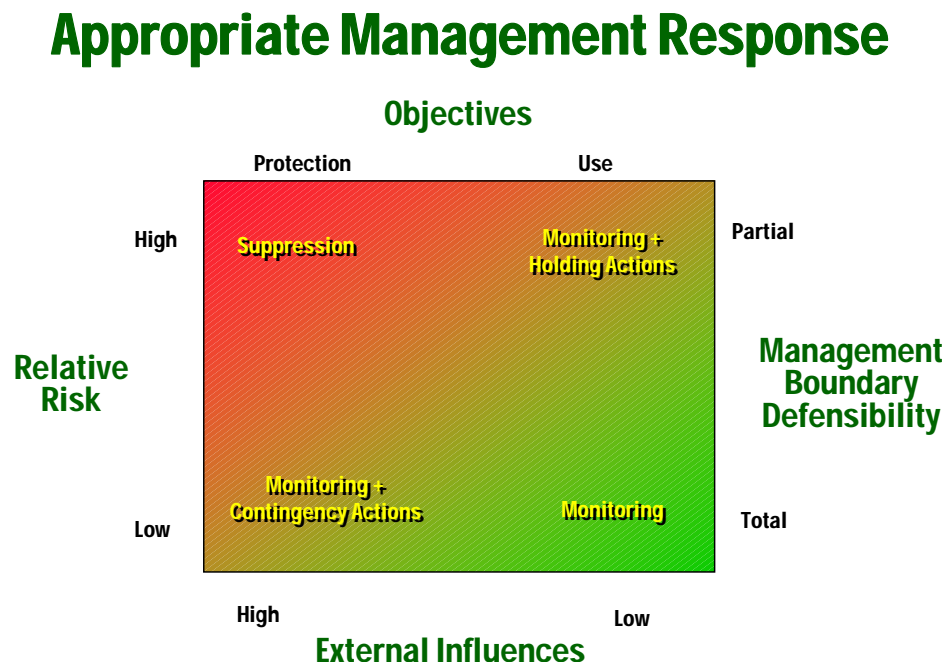 Appropriate Management Response
Objectives
Protection
Use
High
Suppression
Monitoring +
Holding Actions
Partial
Relative
Risk
Management
Boundary
Defensibility
Monitoring +
Contingency Actions
Monitoring
Low
Total
High
Low
External Influences